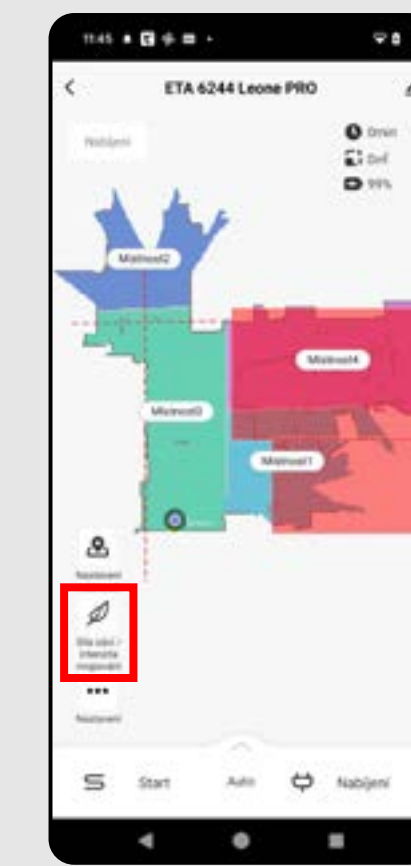 11:45
ETA 6244 Leone PRO
Nabíjení
0min
0㎡
99%
Místnost2
Místnost4
Místnost0
Místnost1
Nastavení
Síla sání /
intenzita
mopování
Nastavení
Start
Auto
Nabíjení